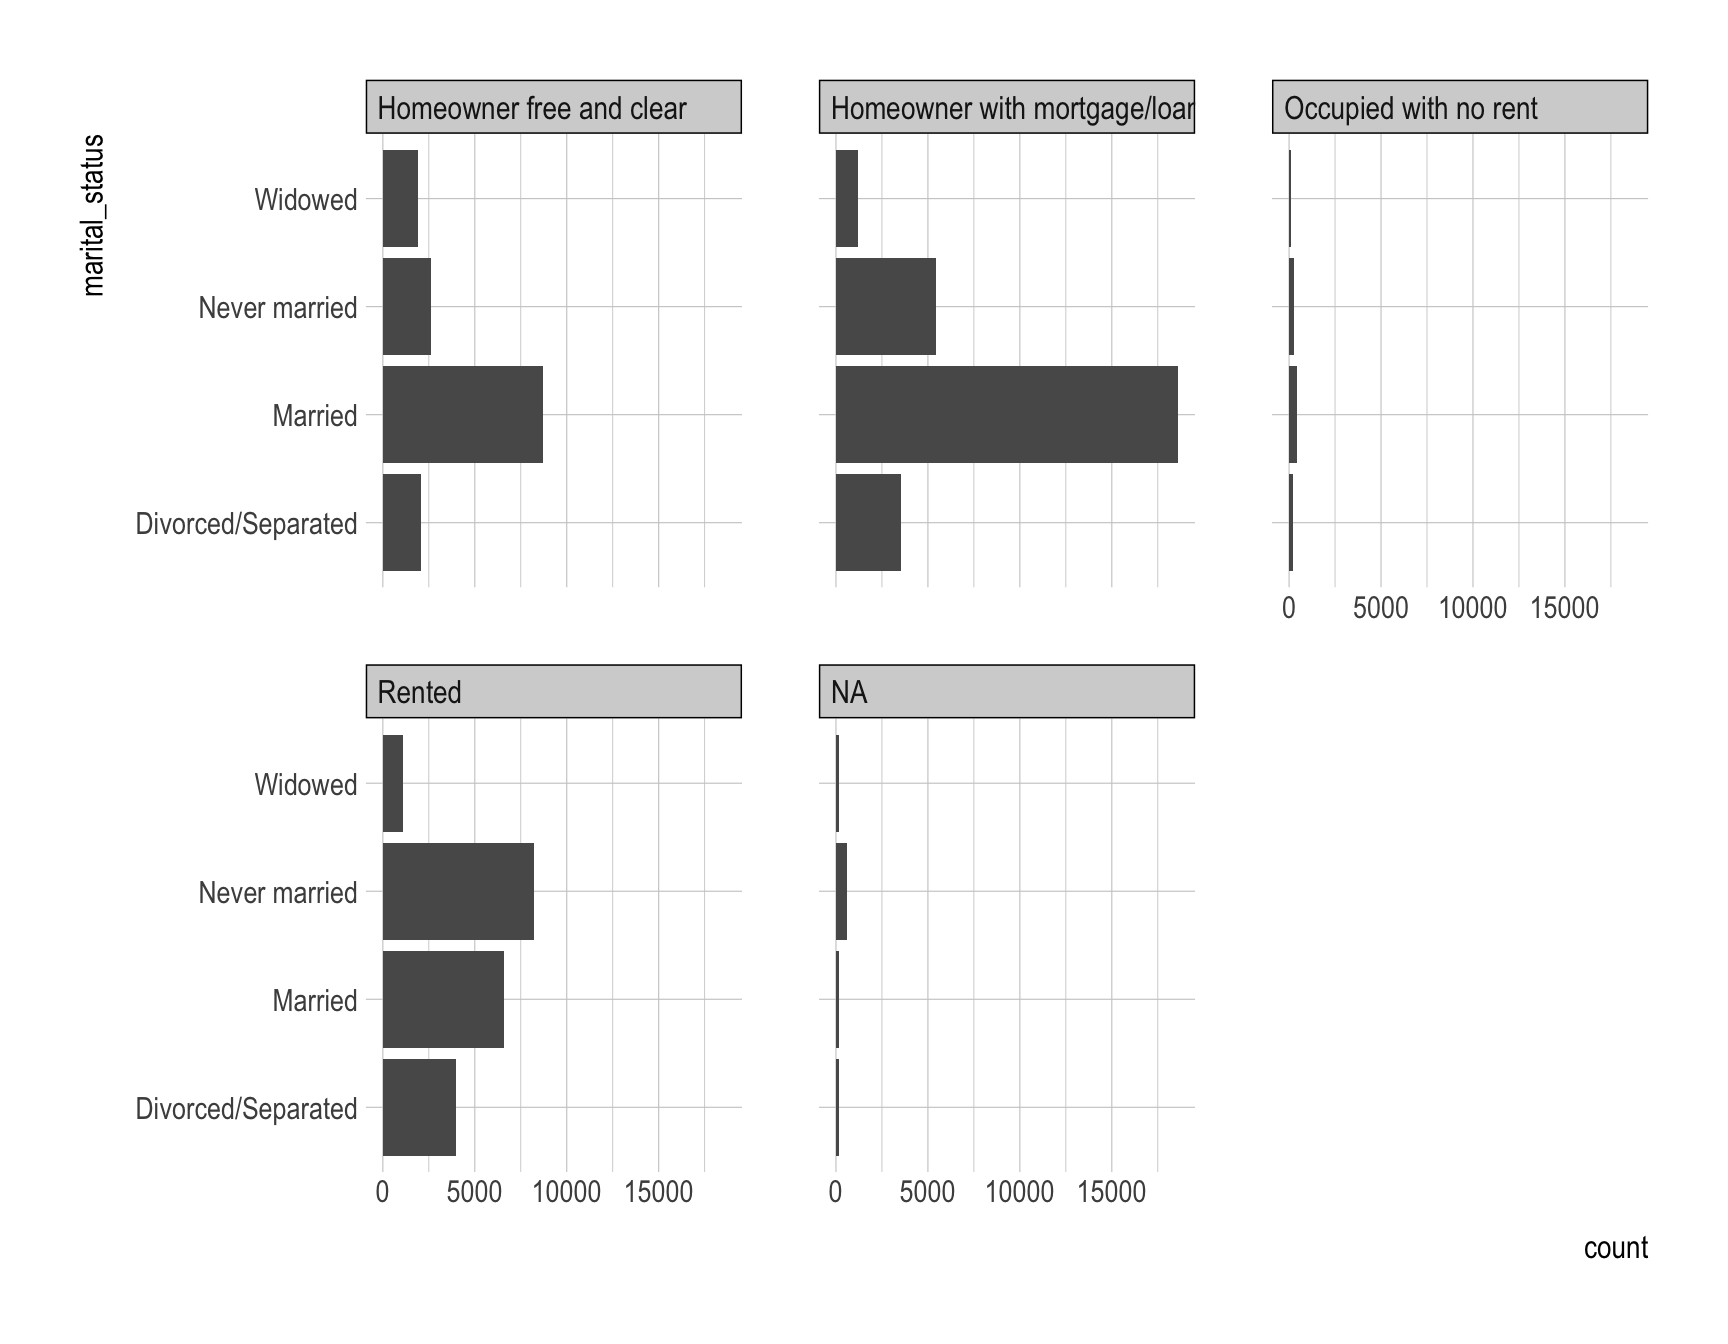 Homeowner free and clear
Homeowner with mortgage/loan
Occupied with no rent
marital_status
Widowed
Never married
Married
Divorced/Separated
0 5000 10000 15000
Rented
NA
Widowed
Never married
Married
Divorced/Separated
0 5000 10000 15000
0 5000 10000 15000
count